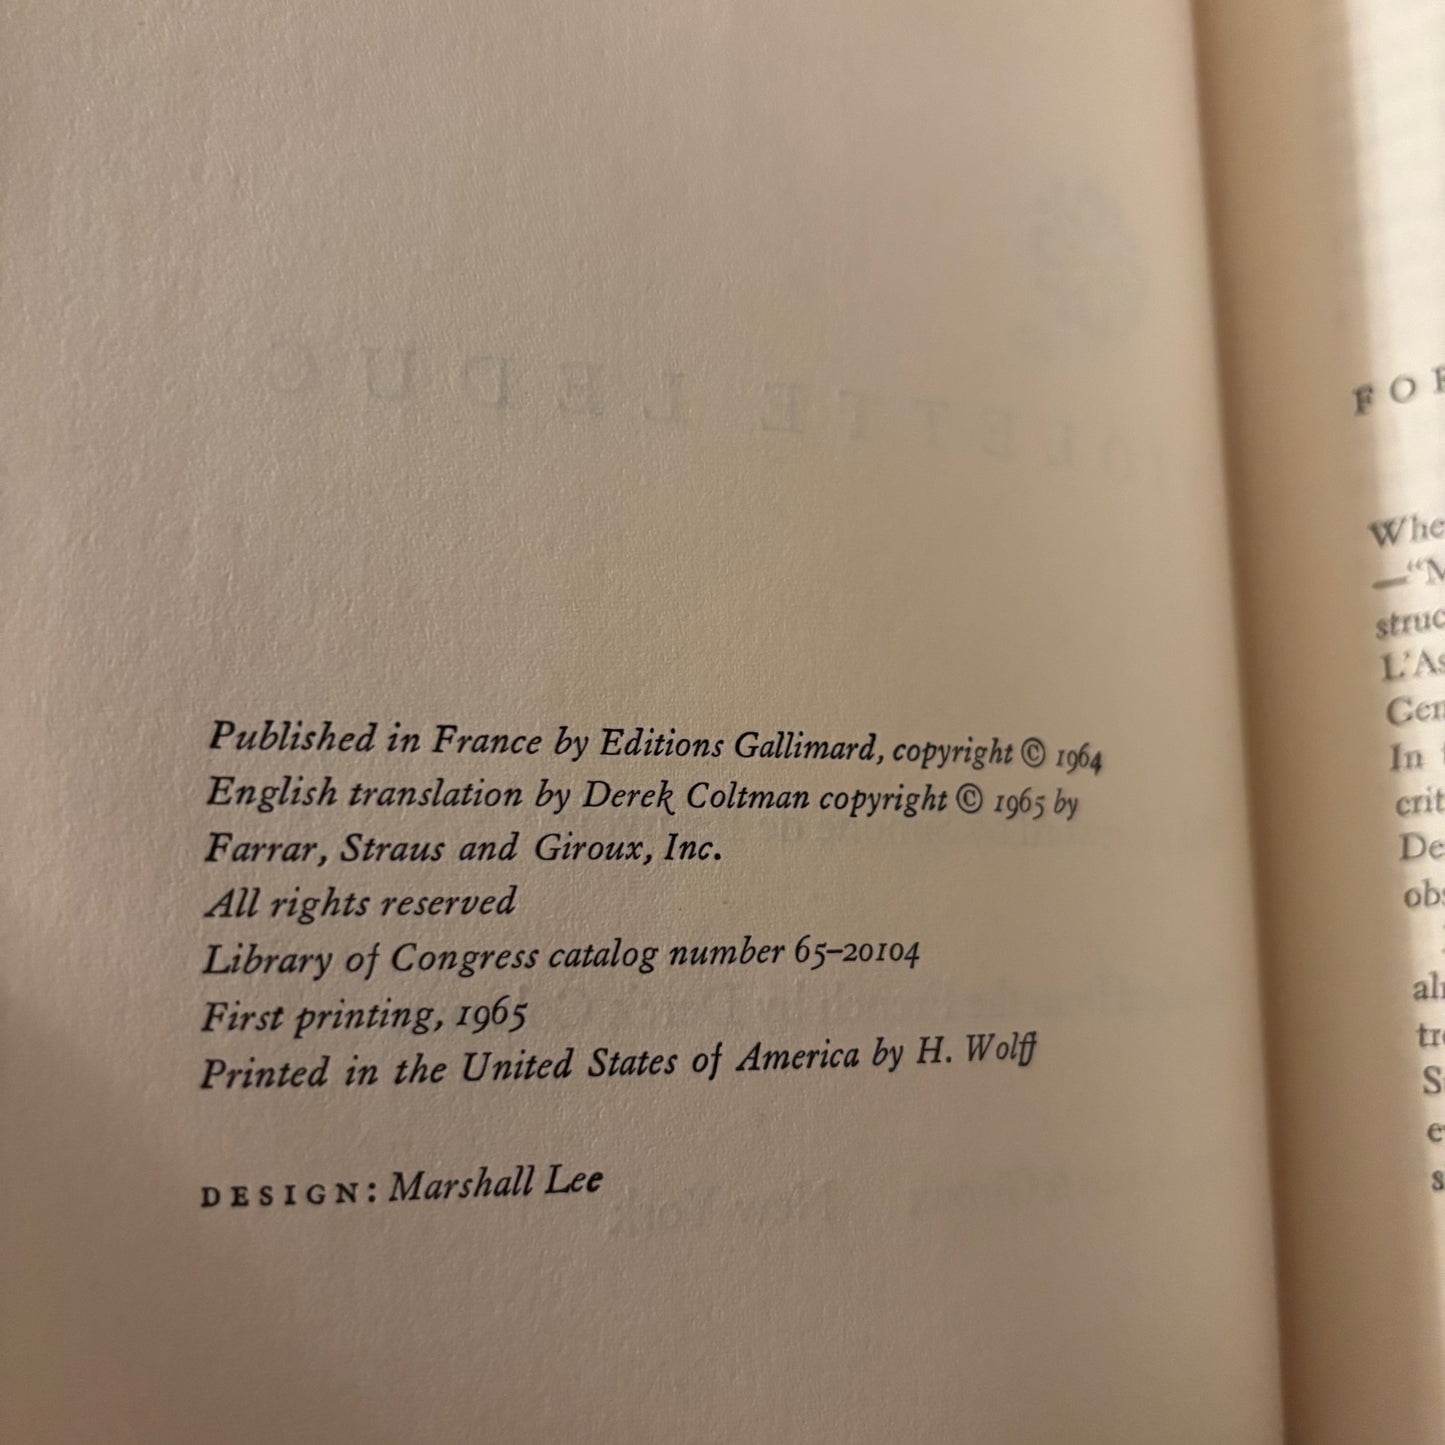 Published in France by Editions Gallimard, copyright © 1964
English translation by Derek Coltman copyright © 1965 by
Farrar, Straus and Giroux, Inc.
All rights reserved
Library of Congress catalog number 65–20104
First printing, 1965
Printed in the United States of America by H. Wolff
DESIGN: Marshall Lee
LEDUC
In